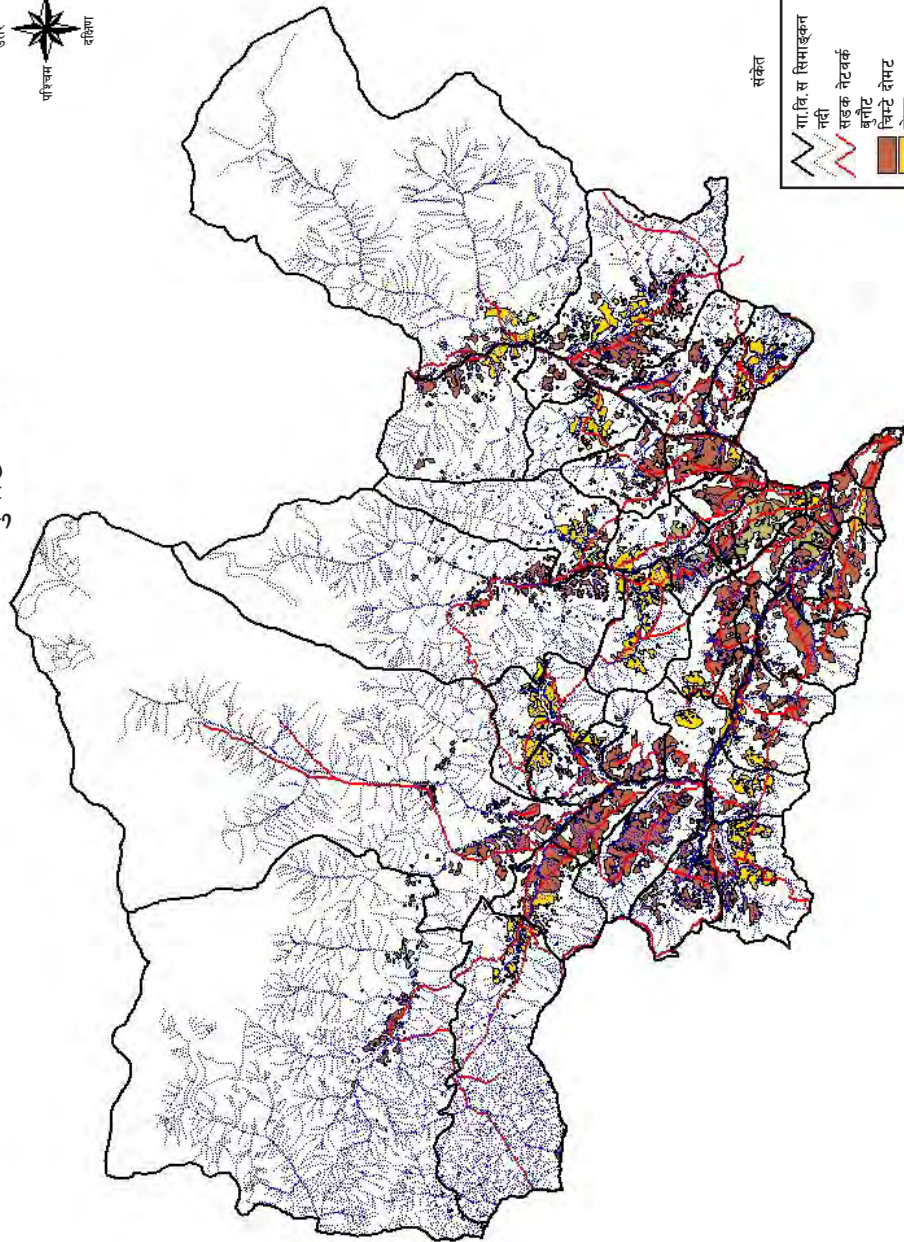 पश्चिम
दक्षिण
संकेत
गा.वि.स सिमाङ्कन
नदी
सडक नेटवर्क
बुनौट
चिम्टे दोमट